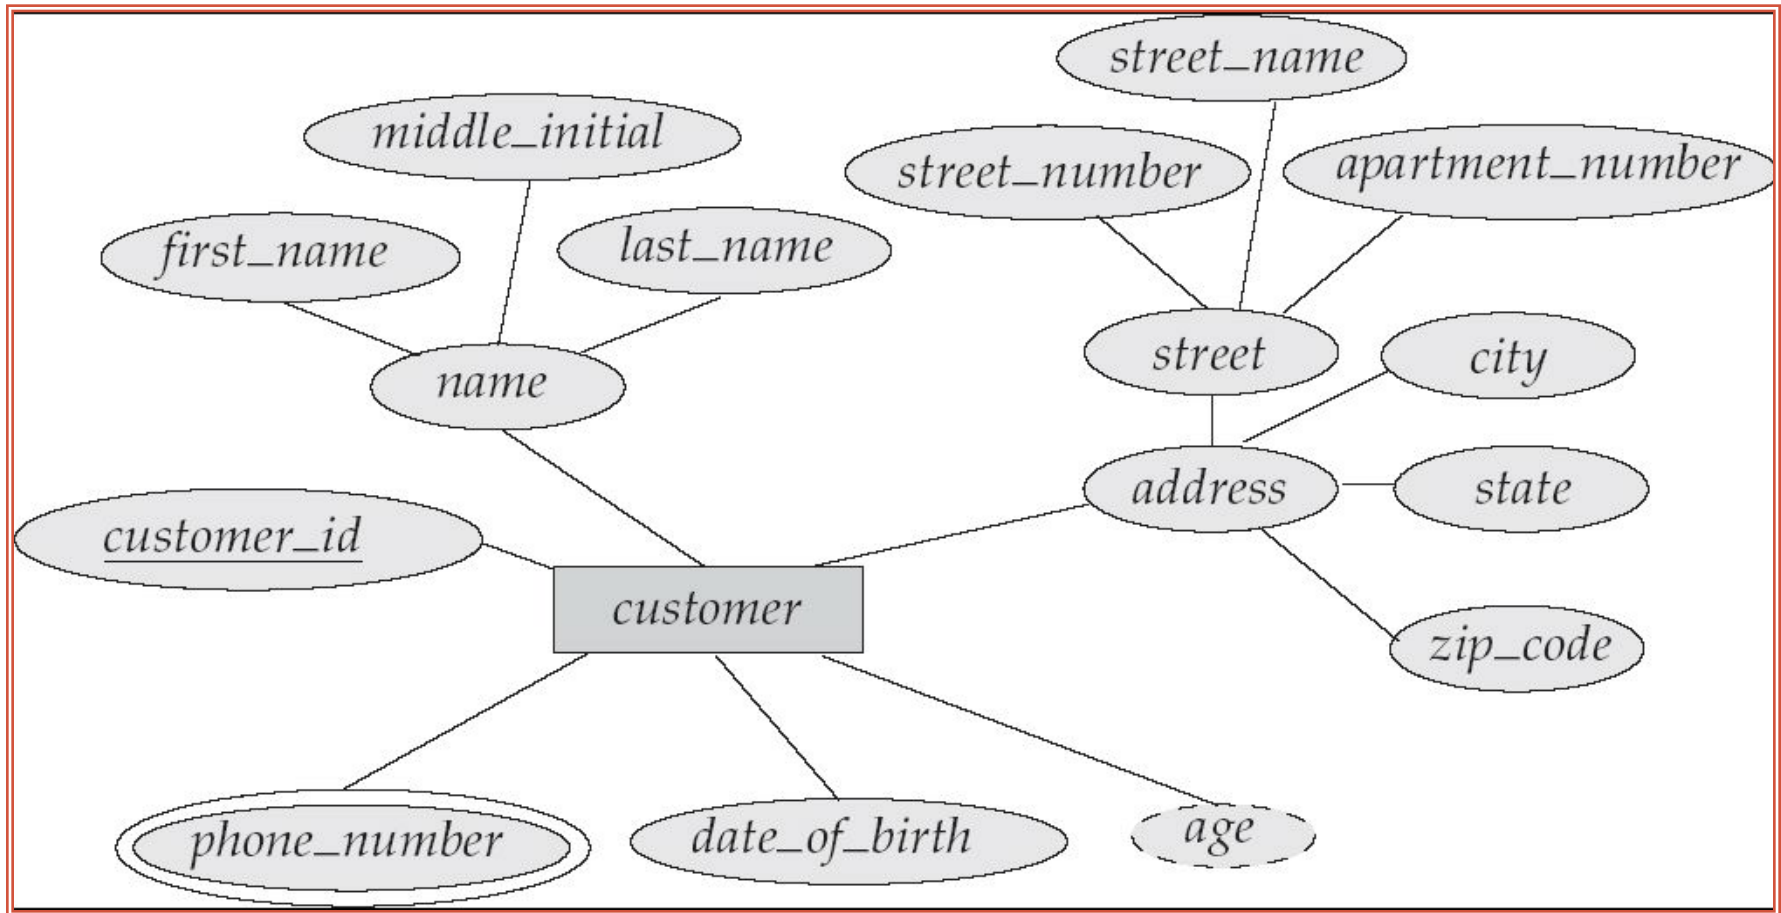 street_name
middle_initial
street_number
apartment_number
first_name
last_name
street
city
name
address
state
customer_id
customer
zip_code
phone_number
date_of_birth
age